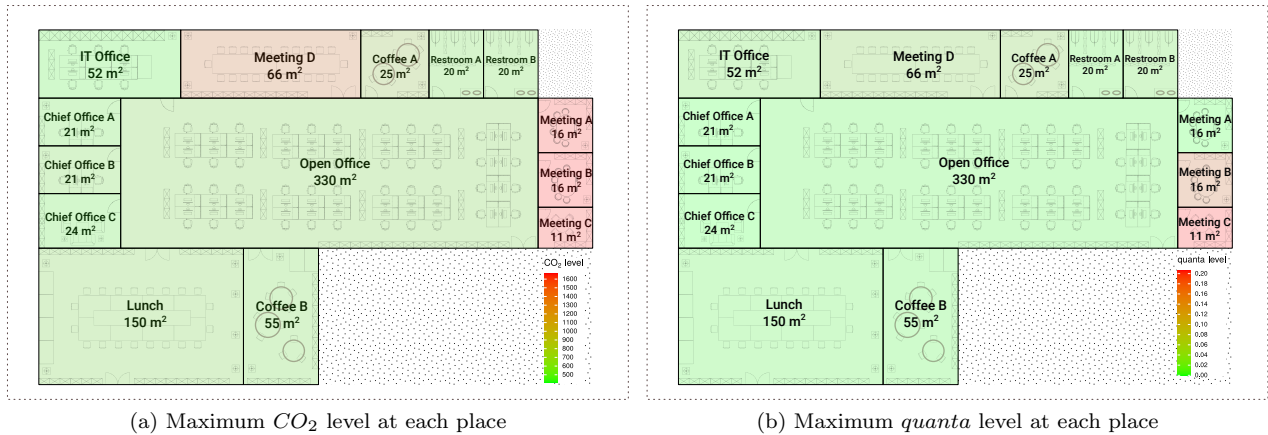 IT Office
52 m²
Meeting D
66 m²
Coffee A
25 m²
Restroom A
20 m²
Restroom B
20 m²
Chief Office A
21 m²
Chief Office B
21 m²
Chief Office C
24 m²
Open Office
330 m²
Meeting A
16 m²
Meeting B
16 m²
Meeting C
11 m²
Lunch
150 m²
Coffee B
55 m²
CO₂ level
1600
1500
1400
1300
1200
1100
1000
900
800
700
600
500
(a) Maximum CO₂ level at each place
IT Office
52 m²
Meeting D
66 m²
Coffee A
25 m²
Restroom A
20 m²
Restroom B
20 m²
Chief Office A
21 m²
Chief Office B
21 m²
Chief Office C
24 m²
Open Office
330 m²
Meeting A
16 m²
Meeting B
16 m²
Meeting C
11 m²
Lunch
150 m²
Coffee B
55 m²
quanta level
0.20
0.18
0.16
0.14
0.12
0.10
0.08
0.06
0.04
0.02
0.00
(b) Maximum quanta level at each place